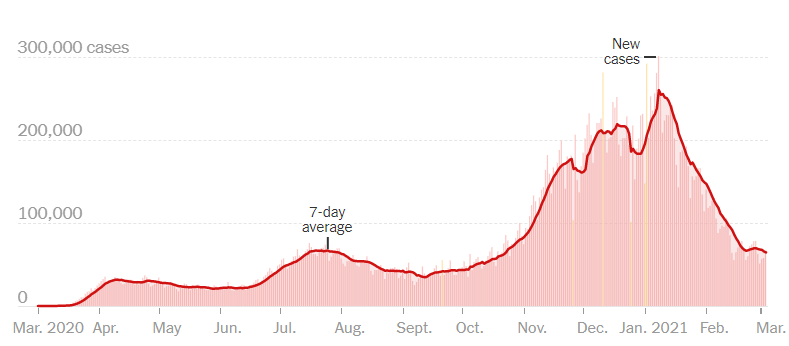 New
cases
300,000 cases
200,000
100,000
7-day
average
0
Mar. 2020 Apr. May Jun. Jul. Aug. Sept. Oct. Nov. Dec. Jan. 2021 Feb. Mar.